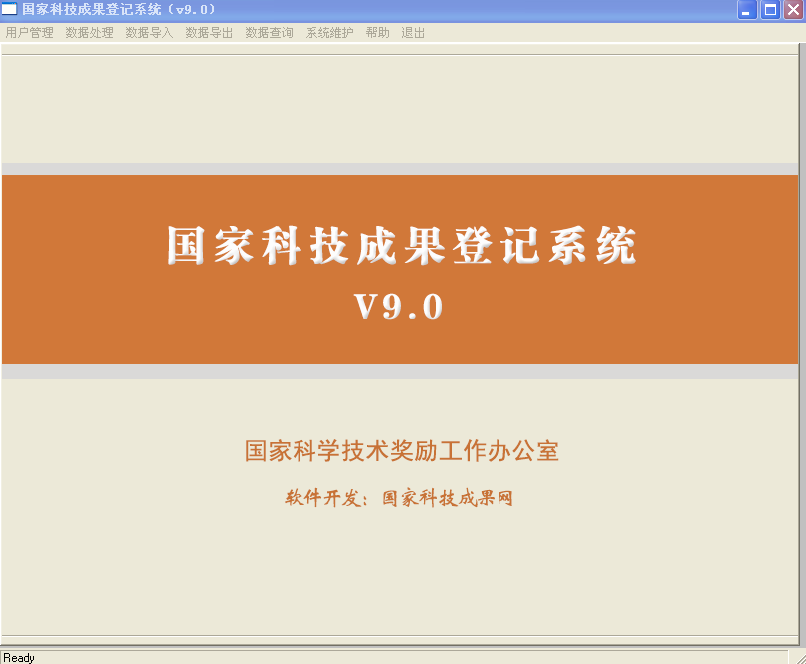 国家科技成果登记系统（v9.0）
用户管理 数据处理 数据导入 数据导出 数据查询 系统维护 帮助 退出
国家科技成果登记系统
V9.0
国家科学技术奖励工作办公室
软件开发：国家科技成果网
Ready